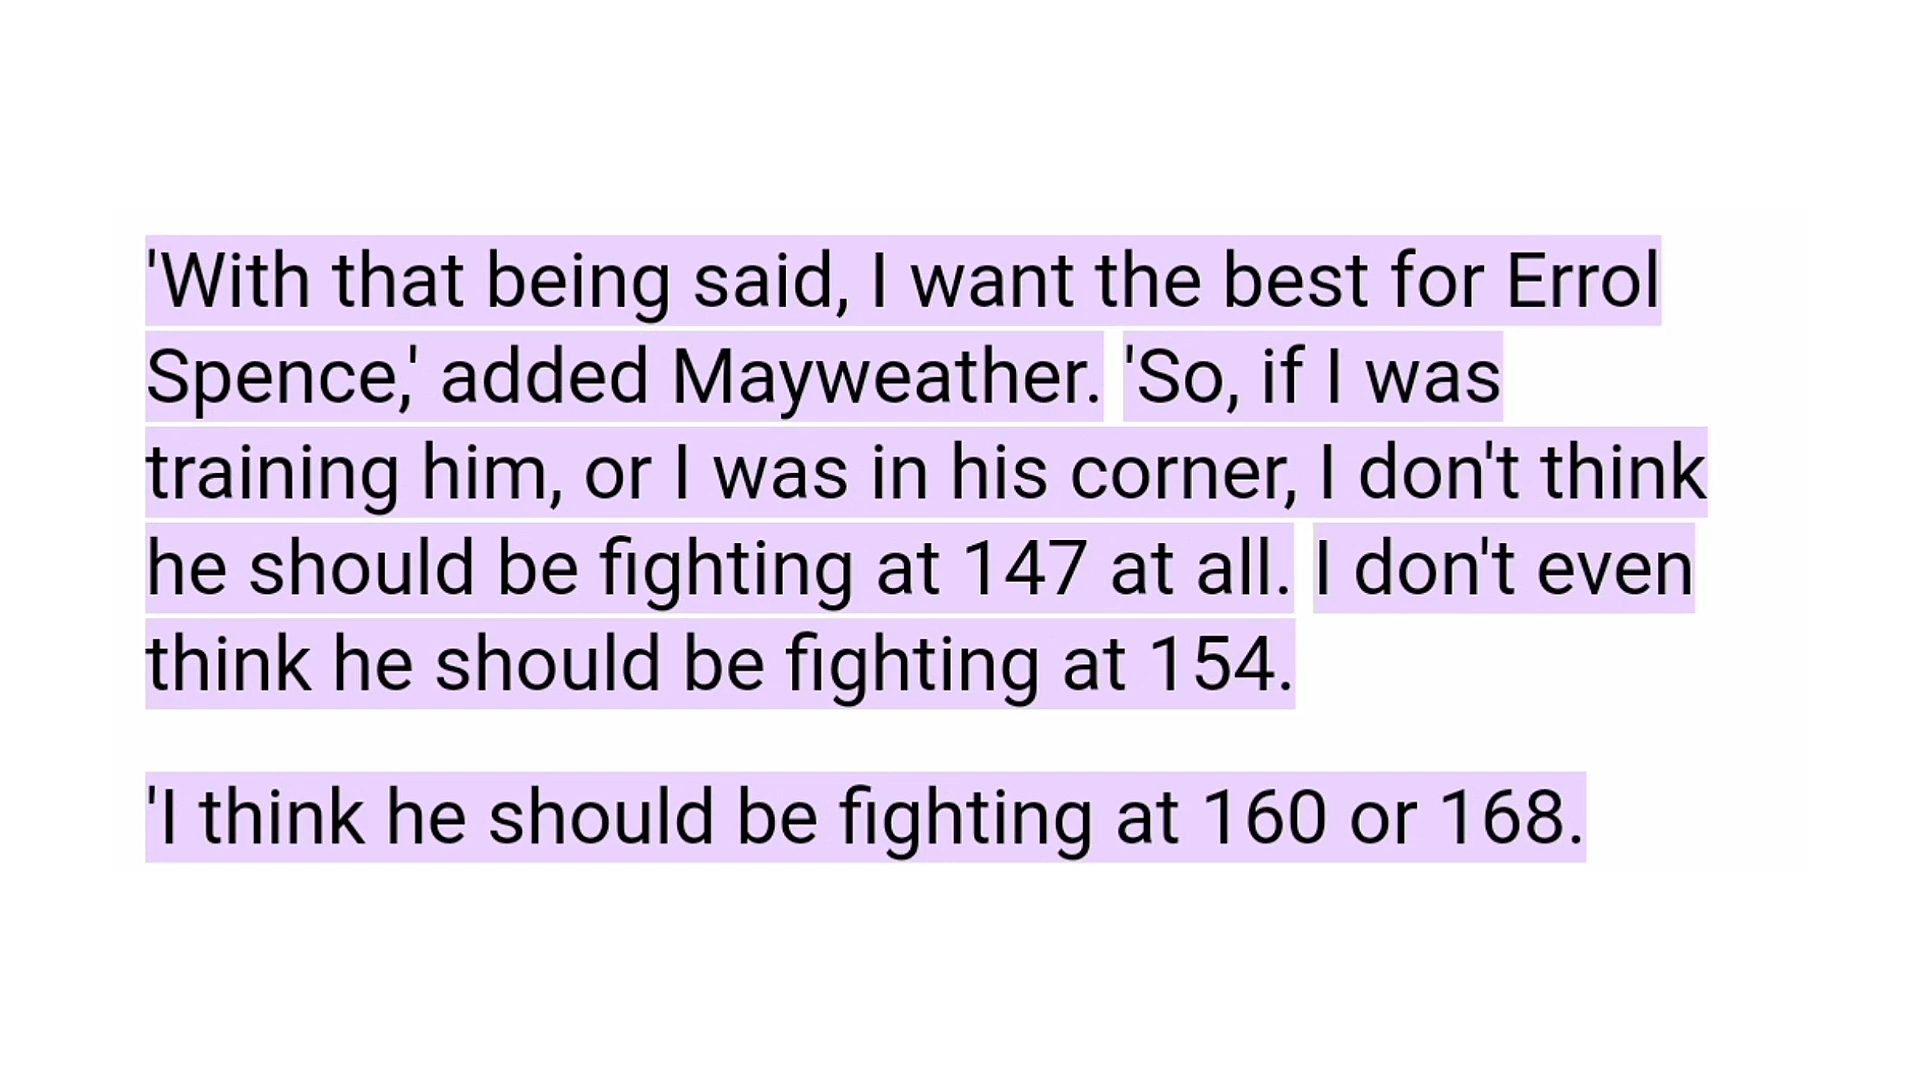 'With that being said, I want the best for Errol
Spence,' added Mayweather. 'So, if I was
training him, or I was in his corner, I don't think
he should be fighting at 147 at all. I don't even
think he should be fighting at 154.
'I think he should be fighting at 160 or 168.